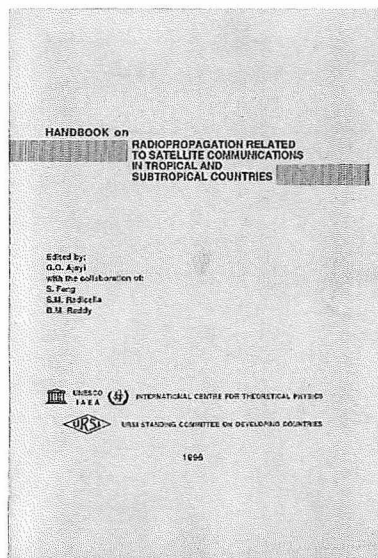 HANDBOOK on
RADIOPROPAGATION RELATED
TO SATELLITE COMMUNICATIONS
IN TROPICAL AND
SUBTROPICAL COUNTRIES
Edited by:
G.O. Ajayi
with the collaboration of:
S. Feng
S.M. Radicella
B.M. Reddy
UNESCO
IAEA
INTERNATIONAL CENTRE FOR THEORETICAL PHYSICS
URSI
URSI STANDING COMMITTEE ON DEVELOPING COUNTRIES
1996